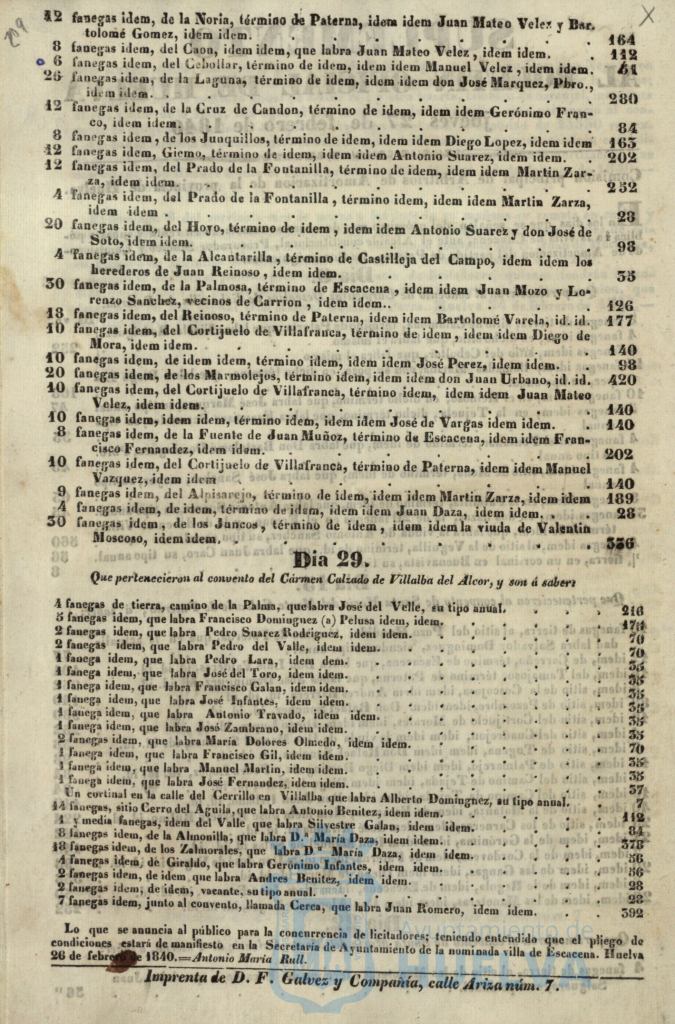 12 fanegas idem, de la Noria, término de Paterna, idem idem Juan Mateo Velez y Bar-
tolomé Gomez, idem idem. 164
8 fanegas idem, del Caon, idem idem, que labra Juan Mateo Velez, idem idem. 112
6 fanegas idem, del Cebollar, término de idem, idem idem Manuel Velez, idem idem.
26 fanegas idem, de la Laguna, término de idem, idem idem don José Marquez, Pbro.,
idem idem. 280
12 fanegas idem, de la Cruz de Candon, término de idem, idem idem Gerónimo Fran-
co, idem idem. 84
8 fanegas idem, de los Junquillos, término de idem, idem idem Diego Lopez, idem idem 163
12 fanegas idem, Giemo, término de idem, idem idem Antonio Suarez, idem idem. 202
12 fanegas idem, del Prado de la Fontanilla, término de idem, idem idem Martin Zar-
za, idem idem. 252
4 fanegas idem, del Prado de la Fontanilla, término de idem, idem idem Martin Zarza,
idem idem. 28
20 fanegas idem, del Hoyo, término de idem, idem idem Antonio Suarez y don José de
Soto, idem idem. 98
4 fanegas idem, de la Alcantarilla, término de Castilleja del Campo, idem idem los
herederos de Juan Reinoso, idem idem. 35
30 fanegas idem, de la Palmosa, término de Escacena, idem idem Juan Mozo y Lo-
renzo Sanchez, vecinos de Carrion, idem idem.. 126
18 fanegas idem, del Reinoso, término de Paterna, idem idem Bartolomé Varela, id. id. 177
10 fanegas idem, del Cortijuelo de Villafranca, término de idem, idem idem Diego de
Mora, idem idem. 140
10 fanegas idem, de idem idem, término idem, idem idem José Perez, idem idem. 98
20 fanegas idem, de los Marmolejos, término idem, idem idem don Juan Urbano, id. id. 420
10 fanegas idem, del Cortijuelo de Villafranca, término idem, idem idem Juan Mateo
Velez, idem idem. 140
10 fanegas idem, idem idem, término idem, idem idem José de Vargas idem idem. 140
8 fanegas idem, de la Fuente de Juan Muñoz, término de Escacena, idem idem Fran-
cisco Fernandez, idem idem. 202
10 fanegas idem, del Cortijuelo de Villafranca, término de Paterna, idem idem Manuel
Vazquez, idem idem 140
9 fanegas idem, del Alpisarejo, término de idem, idem idem Martin Zarza, idem idem 189
4 fanegas idem, de idem, término de idem, idem idem Juan Daza, idem idem. 28
30 fanegas idem, de los Juncos, término de idem, idem idem la viuda de Valentin
Moscoso, idem idem. 336
Dia 29.
Que pertenecieron al convento del Cármen Calzado de Villalba del Alcor, y son á saber:
4 fanegas de tierra, camino de la Palma, que labra José del Velle, su tipo anual. 216
5 fanegas idem, que labra Francisco Dominguez (a) Pelusa idem, idem.
2 fanegas idem, que labra Pedro Suarez Rodriguez, idem idem. 70
2 fanegas idem, que labra Pedro del Valle, idem idem. 70
1 fanega idem, que labra Pedro Lara, idem dem. 35
1 fanega idem, que labra José del Toro, idem idem. 35
1 fanega idem, que labra Francisco Galan, idem idem. 35
1 fanega idem, que labra José Infantes, idem idem. 35
1 fanega idem, que labra Antonio Travado, idem idem. 35
1 fanega idem, que labra José Zambrano, idem idem. 35
2 fanegas idem, que labra María Dolores Olmedo, idem idem. 70
1 fanega idem, que labra Francisco Gil, idem idem. 35
1 fanega idem, que labra Manuel Martin, idem idem. 35
1 fanega idem, que labra José Fernandez, idem idem. 37
Un cortinal en la calle del Cerrillo en Villalba que labra Alberto Dominguez, su tipo anual. 7
14 fanegas, sitio Cerro del Aguila, que labra Antonio Benitez, idem idem. 112
1 y media fanegas, idem del Valle que labra Silvestre Galan, idem idem. 84
8 fanegas idem, de la Almonilla, que labra D.ª María Daza, idem idem. 378
18 fanegas idem, de los Zalmorales, que labra Dª María Daza, idem idem. 56
4 fanegas idem, de Giraldo, que labra Gerónimo Infantes, idem idem. 56
2 fanegas idem, de idem que labra Andres Benitez, idem idem. 28
2 fanegas idem, de idem, vacante, su tipo anual. 28
7 fanegas idem, junto al convento, llamada Cerca, que labra Juan Romero, idem idem. 392
Lo que se anuncia al público para la concurrencia de licitadores; teniendo entendido que el pliego de
condiciones estará de manifiesto en la Secretaría de Ayuntamiento de la nominada villa de Escacena. Huelva
26 de febrero de 1840.=Antonio Maria Rull.
Imprenta de D. F. Galvez y Compañía, calle Ariza núm. 7.